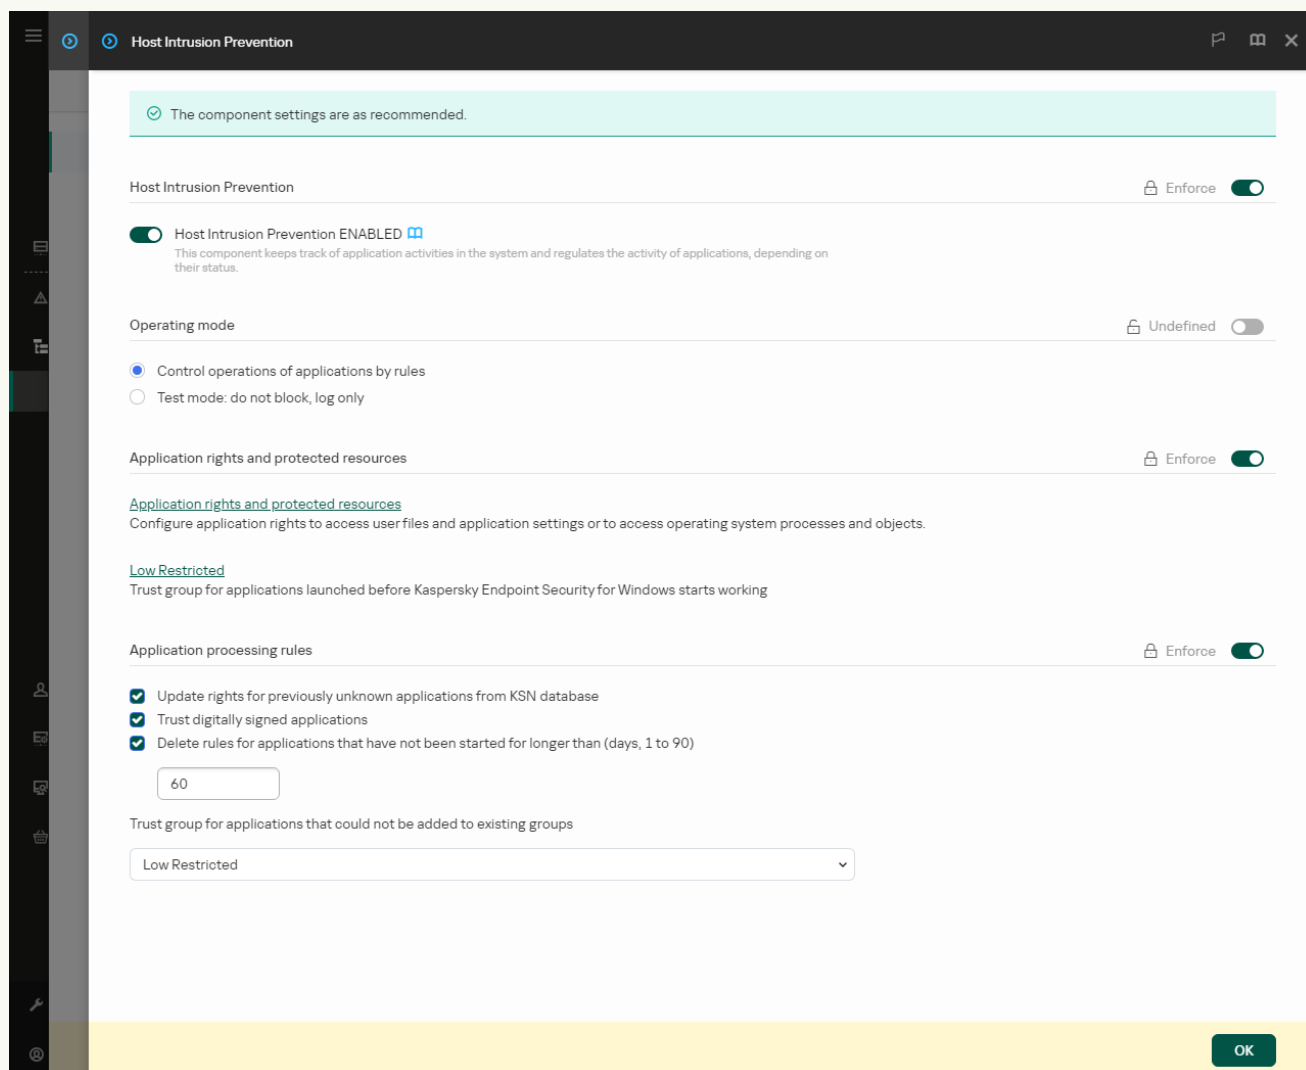 Host Intrusion Prevention
The component settings are as recommended.
Host Intrusion Prevention
Enforce
Host Intrusion Prevention ENABLED
This component keeps track of application activities in the system and regulates the activity of applications, depending on
their status.
Operating mode
Undefined
Control operations of applications by rules
Test mode: do not block, log only
Application rights and protected resources
Enforce
Application rights and protected resources
Configure application rights to access user files and application settings or to access operating system processes and objects.
Low Restricted
Trust group for applications launched before Kaspersky Endpoint Security for Windows starts working
Application processing rules
Enforce
Update rights for previously unknown applications from KSN database
Trust digitally signed applications
Delete rules for applications that have not been started for longer than (days, 1 to 90)
60
Trust group for applications that could not be added to existing groups
Low Restricted
OK